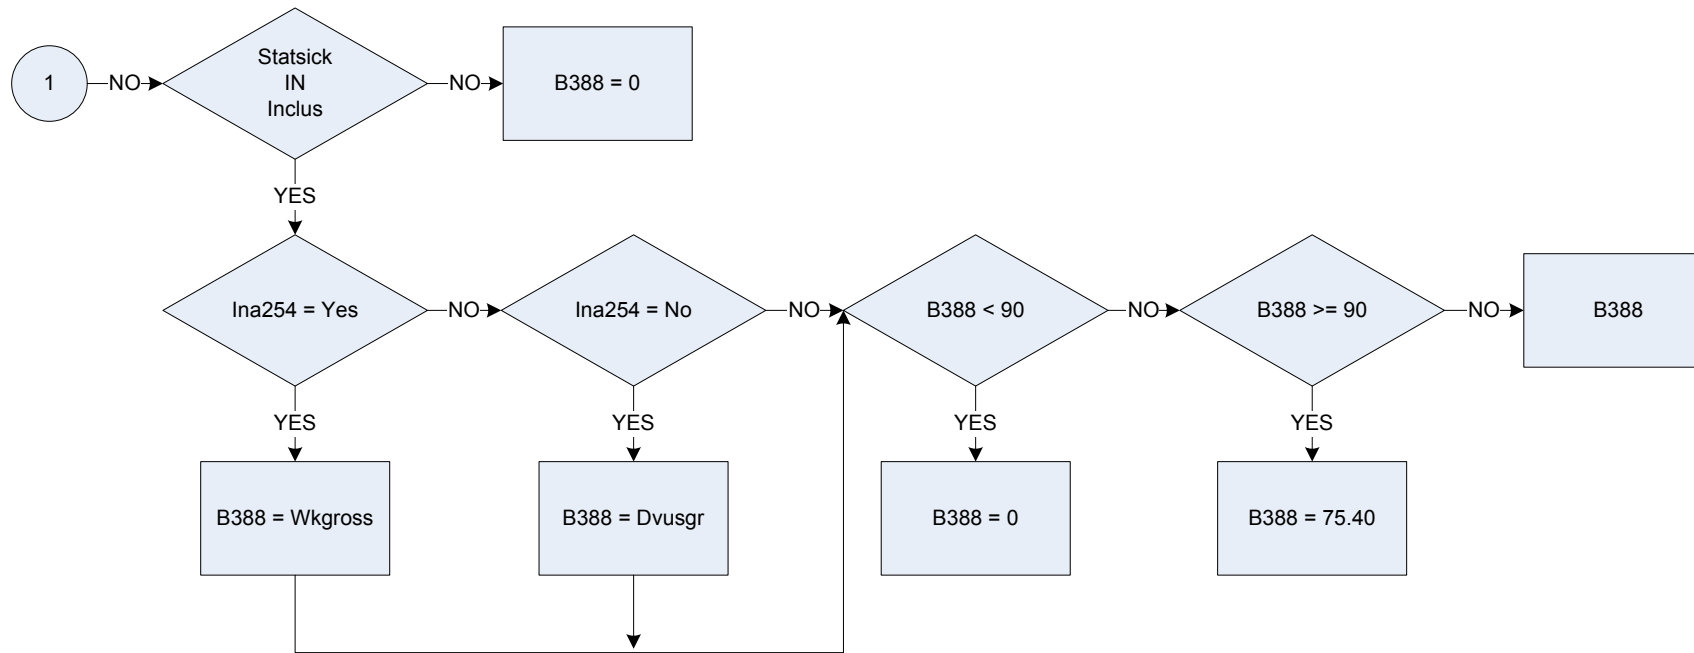 1
NO
Statsick
IN
Inclus
NO
B388 = 0
YES
Ina254 = Yes
NO
Ina254 = No
NO
B388 < 90
NO
B388 >= 90
NO
B388
YES
YES
YES
YES
B388 = Wkgross
B388 = Dvusgr
B388 = 0
B388 = 75.40